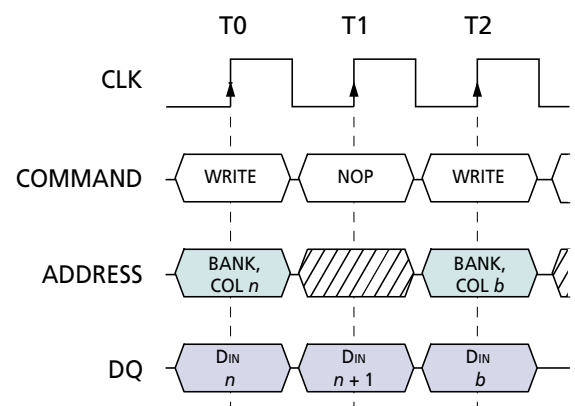 T0 T1 T2
CLK
COMMAND WRITE NOP WRITE
ADDRESS BANK, COL n BANK, COL b
DQ DIN n DIN n + 1 DIN b